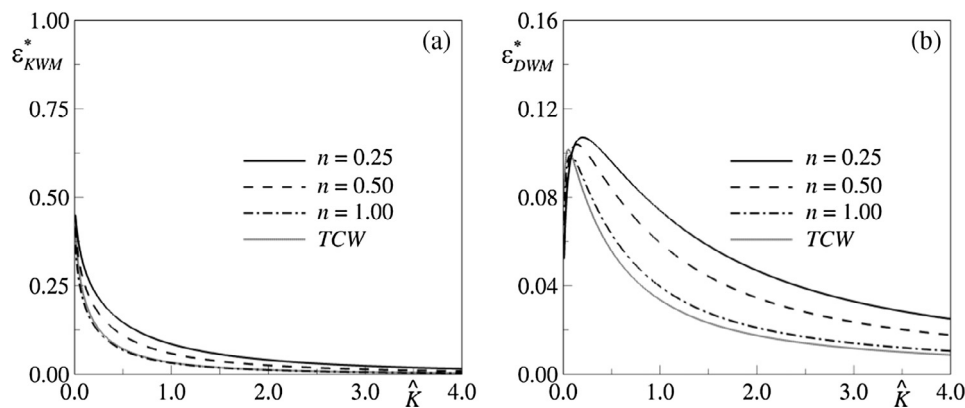 1.00
(a)
ε*KWM
0.75
n = 0.25
0.50
n = 0.50
n = 1.00
0.25
TCW
0.00
0.0
1.0
2.0
3.0
4.0
K̂
0.16
(b)
ε*DWM
0.12
n = 0.25
0.08
n = 0.50
n = 1.00
0.04
TCW
0.00
0.0
1.0
2.0
3.0
4.0
K̂